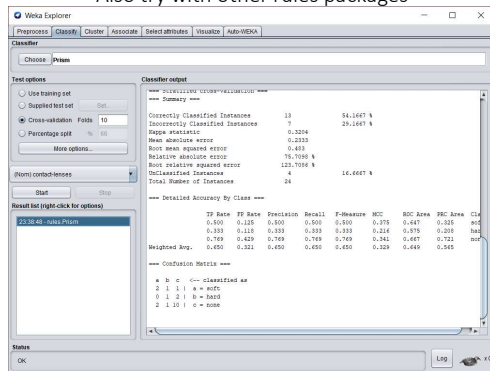 Also try with other rules packages
Weka Explorer
Preprocess Classify Cluster Associate Select attributes Visualize Auto-WEKA
Classifier
Choose Prism
Test options
Use training set
Supplied test set Set...
Cross-validation Folds 10
Percentage split % 66
More options...
(Nom) contact-lenses
Start Stop
Result list (right-click for options)
23:38:48 - rules.Prism
Classifier output
=== Stratified cross-validation ===
=== Summary ===
Correctly Classified Instances 13 54.1667 %
Incorrectly Classified Instances 7 29.1667 %
Kappa statistic 0.3204
Mean absolute error 0.2333
Root mean squared error 0.483
Relative absolute error 75.7098 %
Root relative squared error 123.7086 %
UnClassified Instances 4 16.6667 %
Total Number of Instances 24
=== Detailed Accuracy By Class ===
TP Rate FP Rate Precision Recall F-Measure MCC ROC Area PRC Area Cla
0.500 0.125 0.500 0.500 0.500 0.375 0.647 0.325 sof
0.333 0.118 0.333 0.333 0.333 0.216 0.575 0.208 har
0.769 0.429 0.769 0.769 0.769 0.341 0.667 0.721 non
Weighted Avg. 0.650 0.321 0.650 0.650 0.650 0.329 0.649 0.565
=== Confusion Matrix ===
a b c <-- classified as
2 1 1 | a = soft
0 1 2 | b = hard
2 1 10 | c = none
Status
OK
Log
x 0